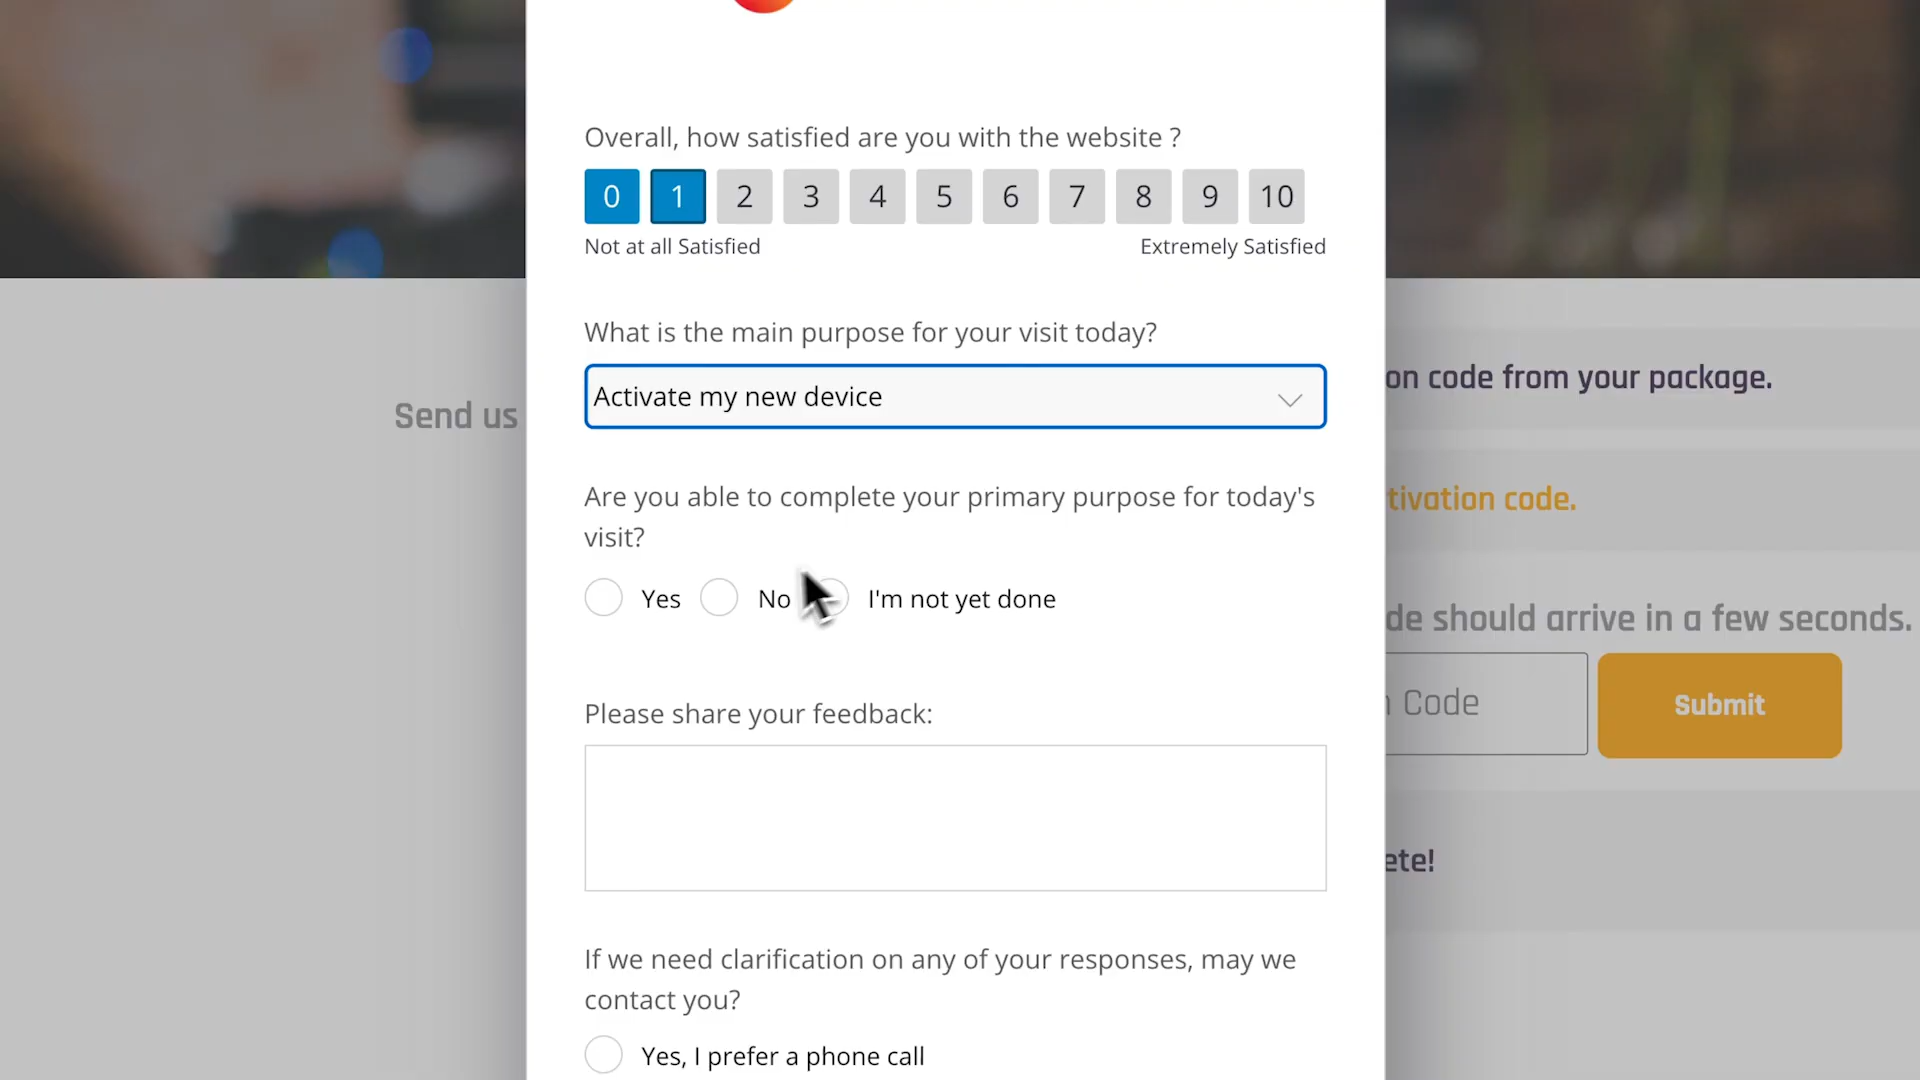 Overall, how satisfied are you with the website ?
0 1 2 3 4 5 6 7 8 9 10
Not at all Satisfied Extremely Satisfied
What is the main purpose for your visit today?
Activate my new device
Are you able to complete your primary purpose for today's
visit?
Yes No I'm not yet done
Please share your feedback:
If we need clarification on any of your responses, may we
contact you?
Yes, I prefer a phone call
Send us
on code from your package.
tivation code.
de should arrive in a few seconds.
n Code
Submit
ete!